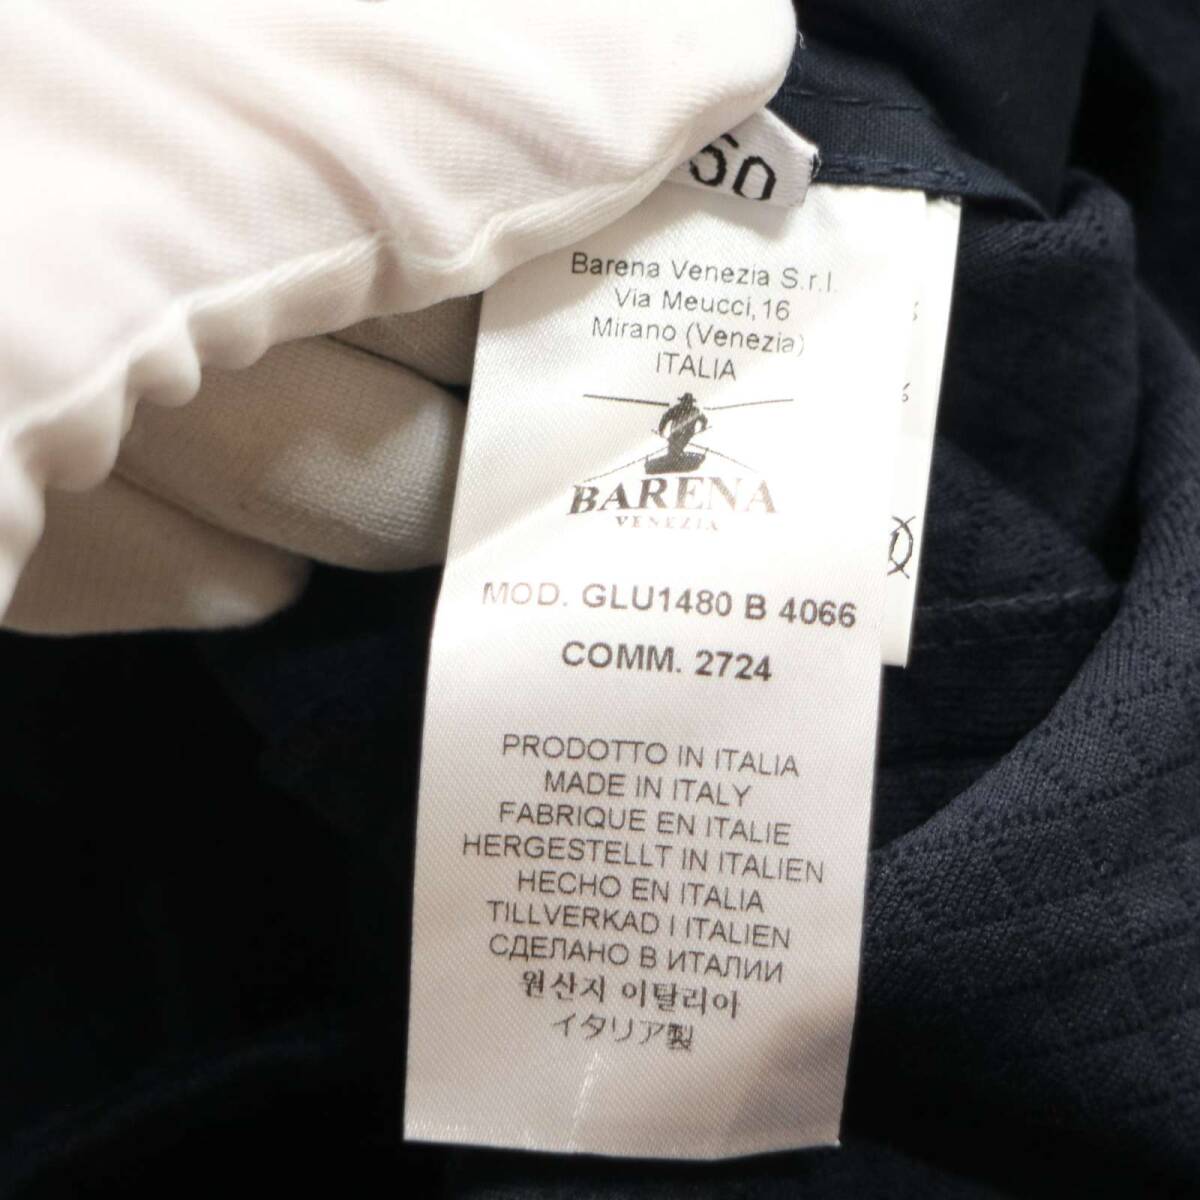 60
Barena Venezia S.r.l.
Via Meucci, 16
Mirano (Venezia)
ITALIA
BARENA
VENEZIA
MOD. GLU1480 B 4066
COMM. 2724
PRODOTTO IN ITALIA
MADE IN ITALY
FABRIQUE EN ITALIE
HERGESTELLT IN ITALIEN
HECHO EN ITALIA
TILLVERKAD I ITALIEN
СДЕЛАНО В ИТАЛИИ
원산지 이탈리아
イタリア製